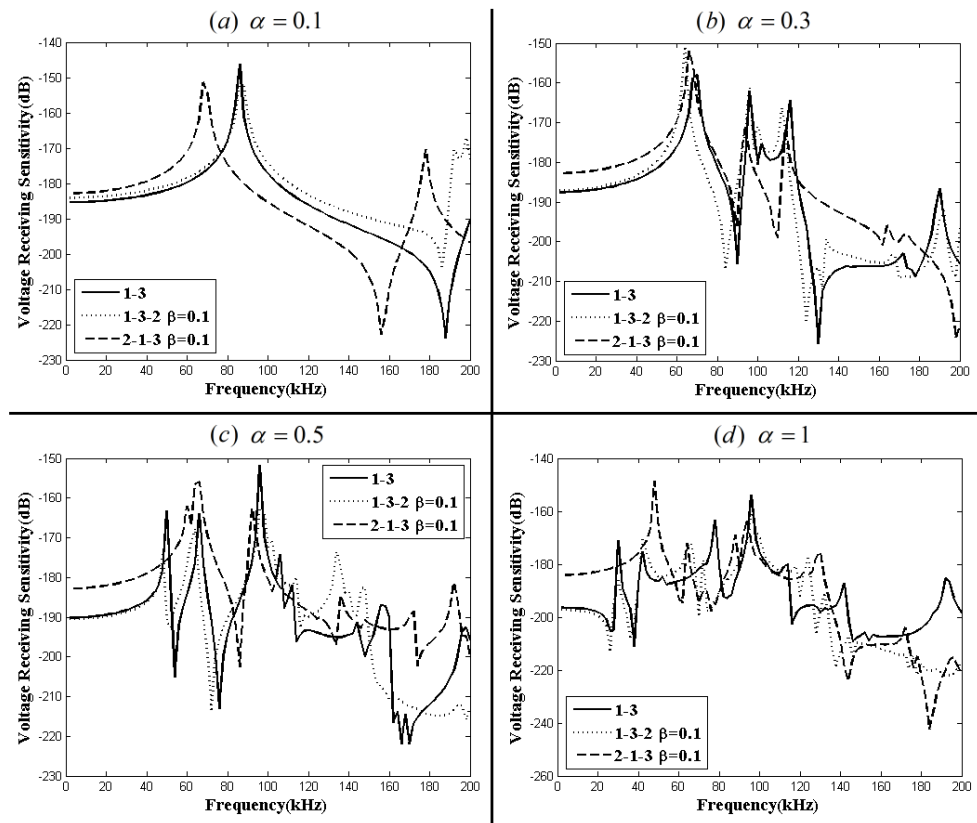 (a) α = 0.1
-140
-150
-160
-170
-180
-190
-200
-210
-220
-230
Voltage Receiving Sensitivity(dB)
1-3
1-3-2 β=0.1
2-1-3 β=0.1
0 20 40 60 80 100 120 140 160 180 200
Frequency(kHz)
(b) α = 0.3
-150
-160
-170
-180
-190
-200
-210
-220
-230
Voltage Receiving Sensitivity(dB)
1-3
1-3-2 β=0.1
2-1-3 β=0.1
0 20 40 60 80 100 120 140 160 180 200
Frequency(kHz)
(c) α = 0.5
-150
-160
-170
-180
-190
-200
-210
-220
-230
Voltage Receiving Sensitivity(dB)
1-3
1-3-2 β=0.1
2-1-3 β=0.1
0 20 40 60 80 100 120 140 160 180 200
Frequency(kHz)
(d) α = 1
-140
-160
-180
-200
-220
-240
-260
Voltage Receiving Sensitivity(dB)
1-3
1-3-2 β=0.1
2-1-3 β=0.1
0 20 40 60 80 100 120 140 160 180 200
Frequency(kHz)